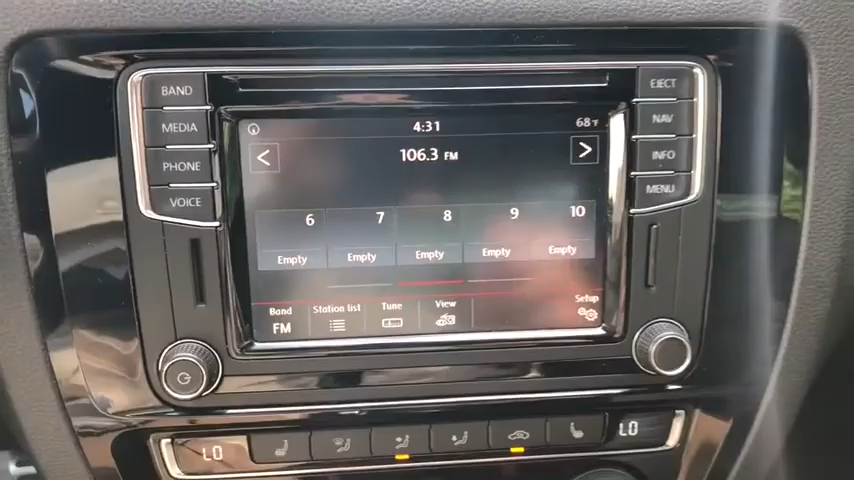 BAND
MEDIA
PHONE
VOICE
EJECT
NAV
INFO
MENU
4:31
68°F
< 106.3 FM >
6 7 8 9 10
Empty Empty Empty Empty Empty
Band Station list Tune View Setup
FM
LO LO